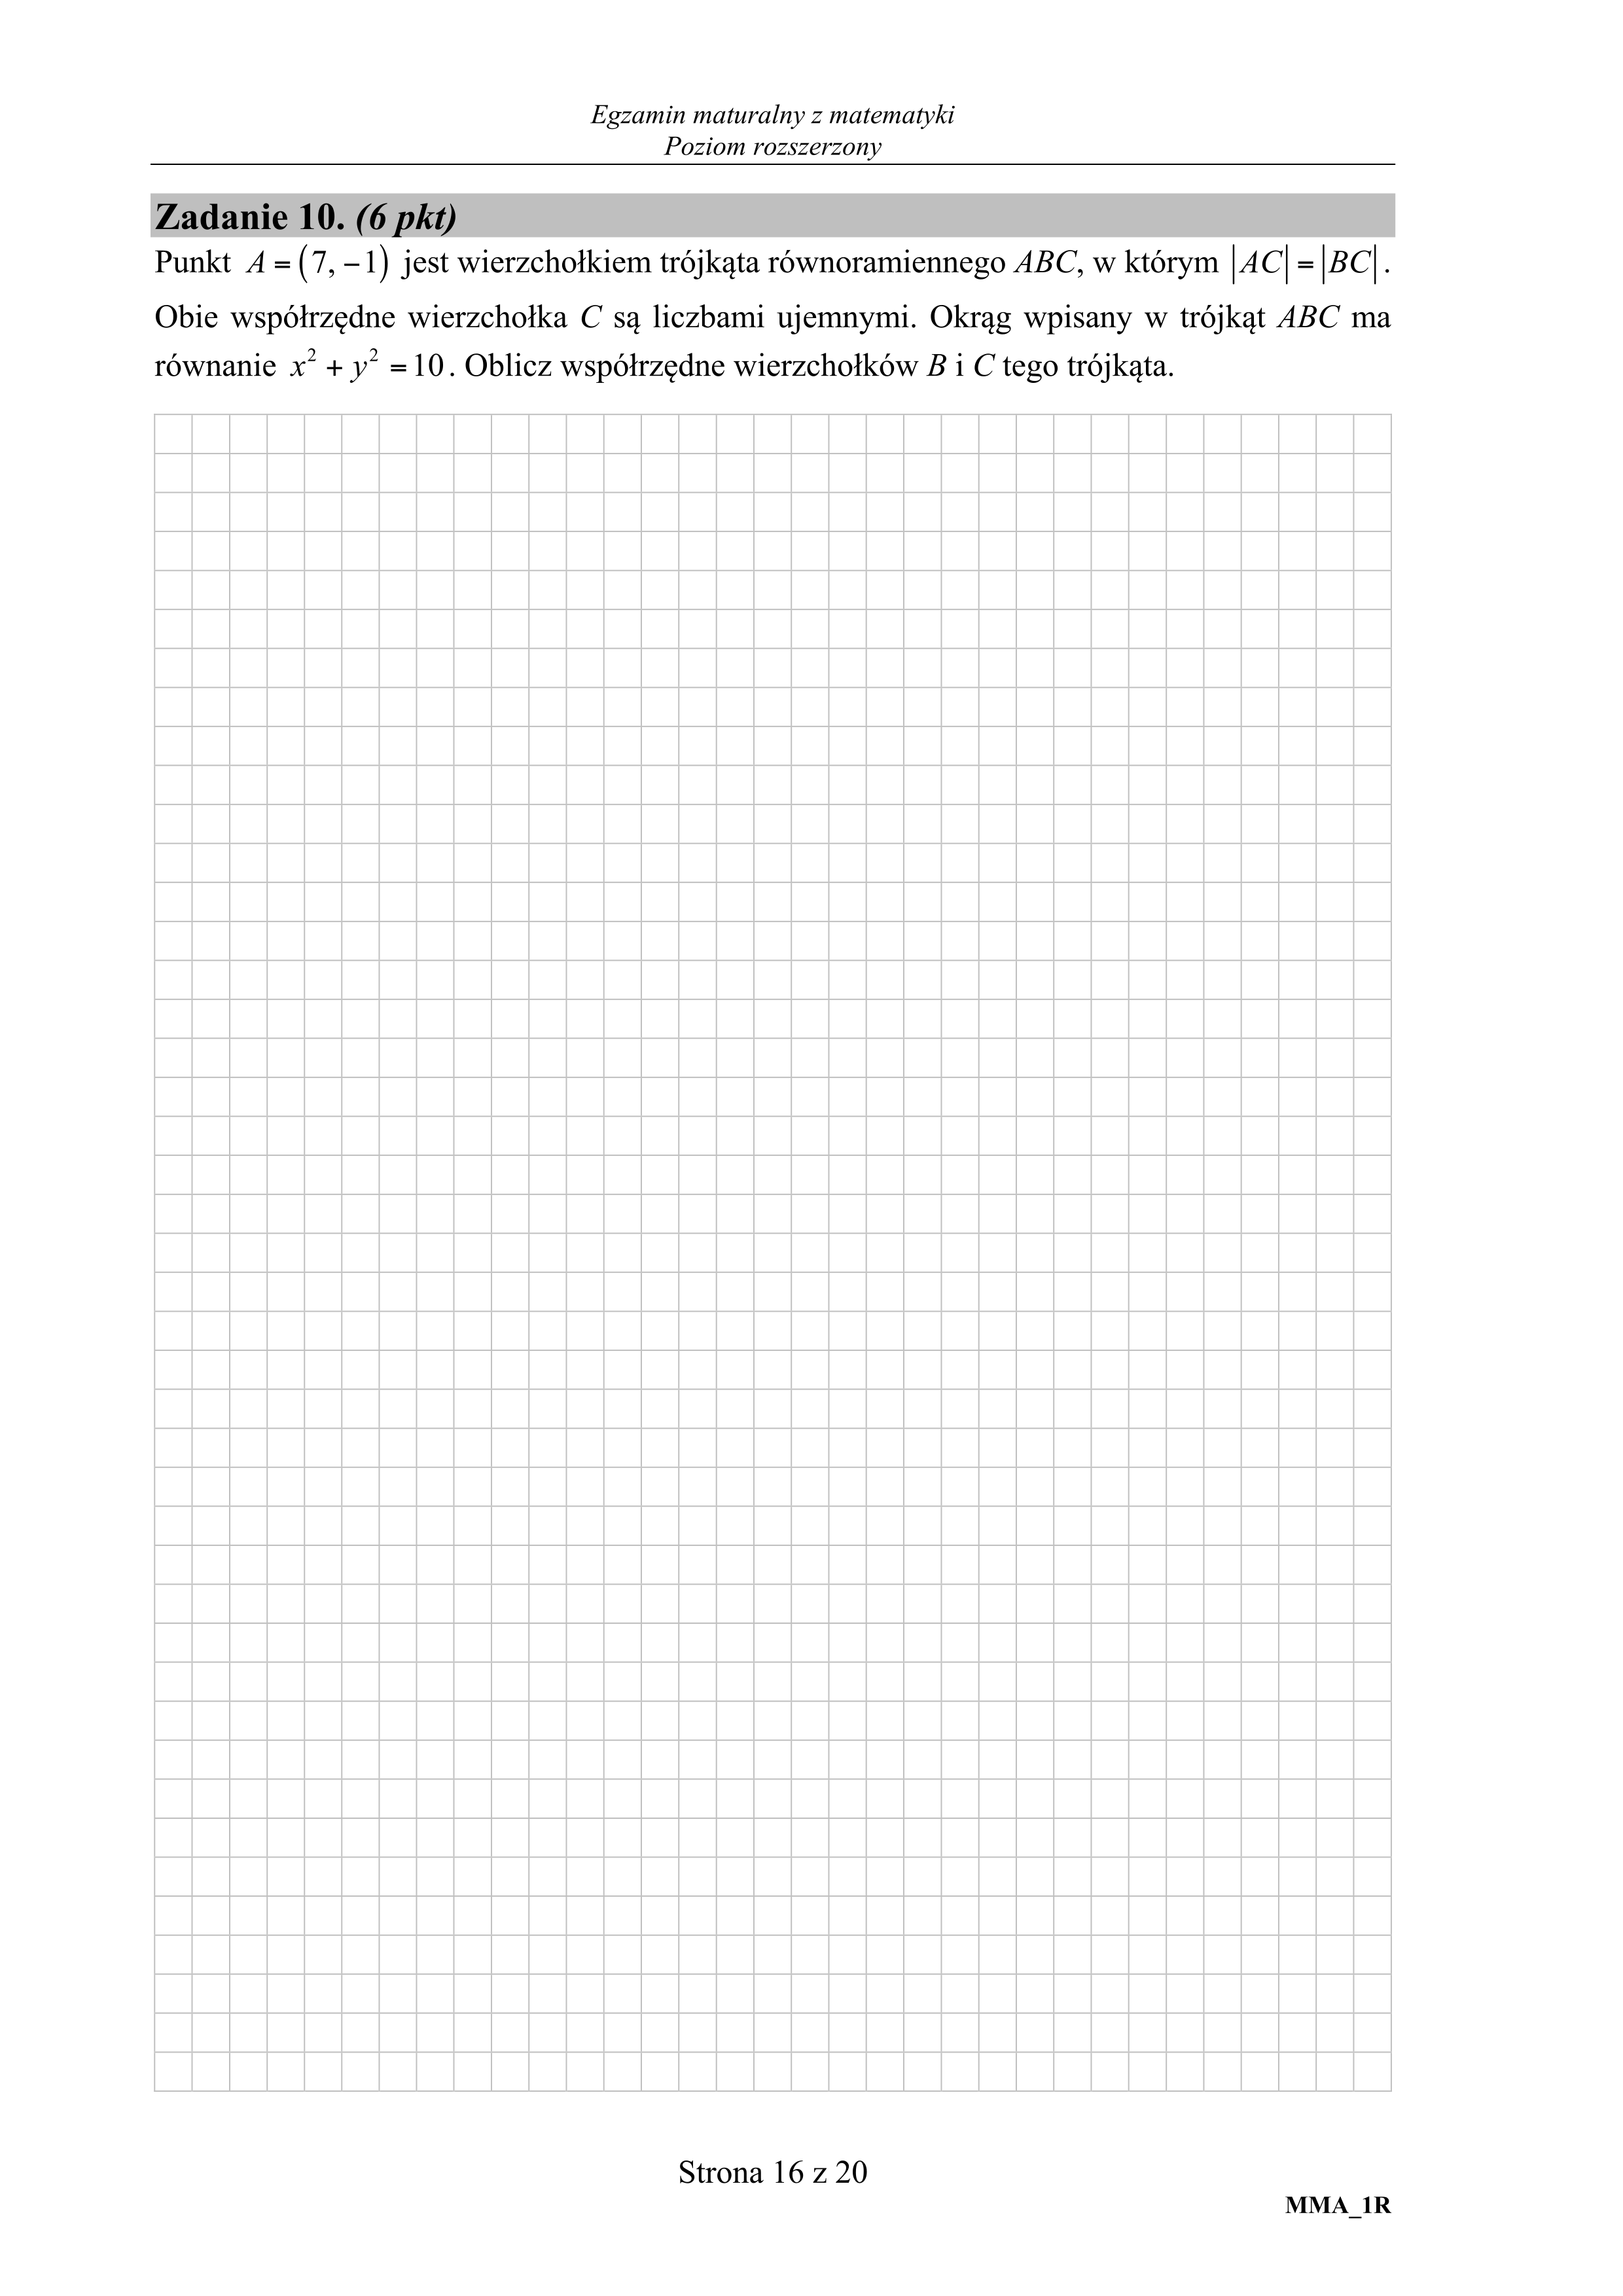 Egzamin maturalny z matematyki
Poziom rozszerzony
Zadanie 10. (6 pkt)
Punkt A = (7, −1) jest wierzchołkiem trójkąta równoramiennego ABC, w którym |AC| = |BC|.
Obie współrzędne wierzchołka C są liczbami ujemnymi. Okrąg wpisany w trójkąt ABC ma
równanie x² + y² = 10. Oblicz współrzędne wierzchołków B i C tego trójkąta.
Strona 16 z 20
MMA_1R